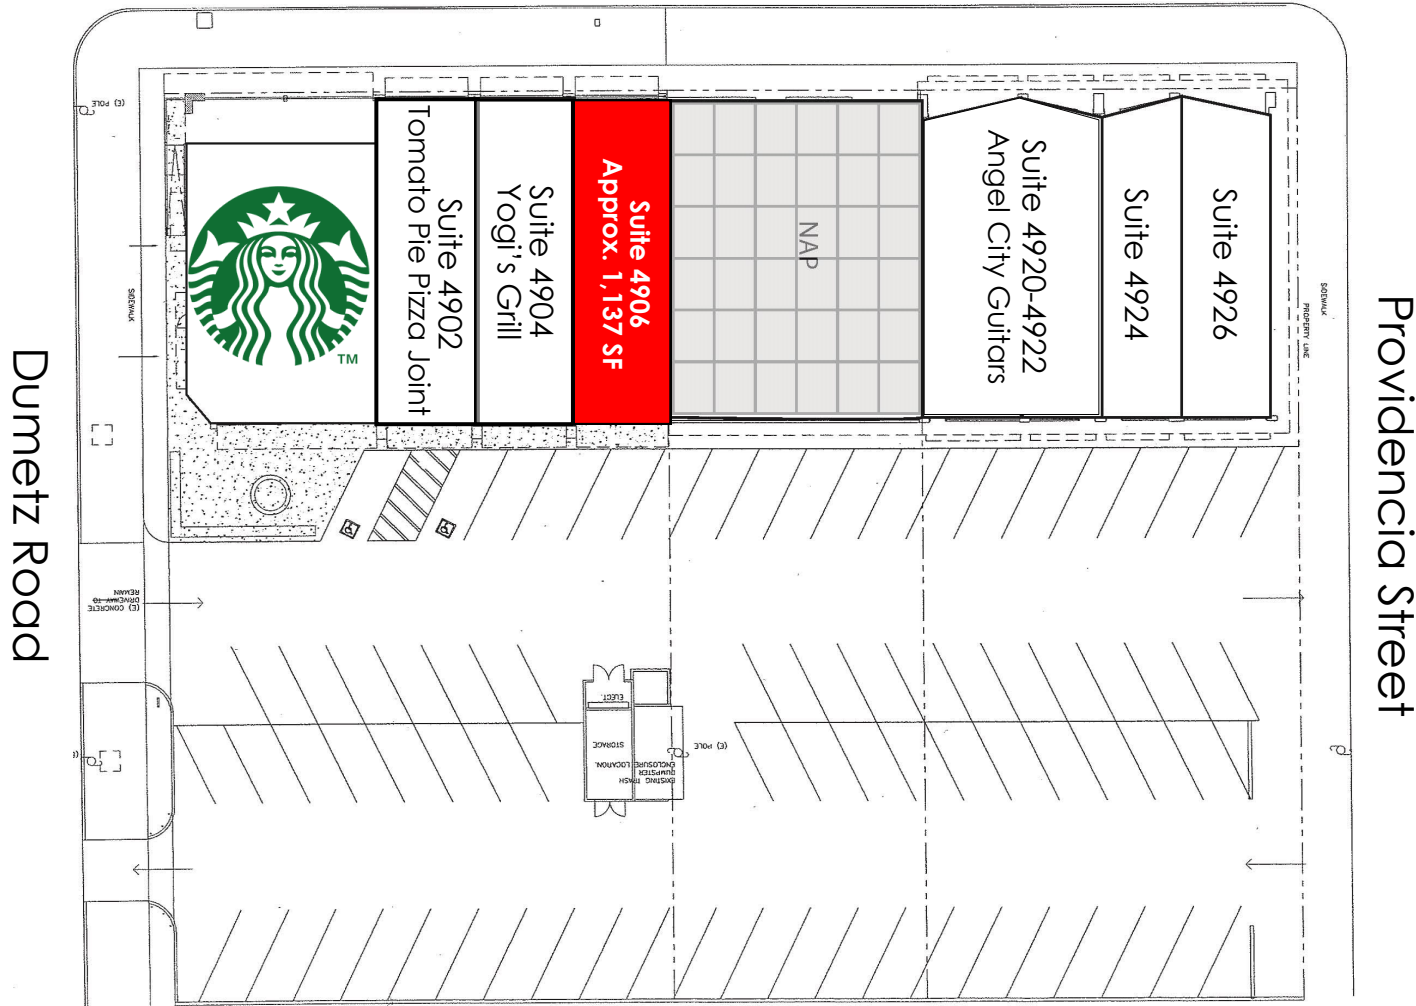 (E) POLE
Suite 4902
Tomato Pie Pizza Joint
Suite 4904
Yogi's Grill
Suite 4906
Approx. 1,137 SF
NAP
Suite 4920-4922
Angel City Guitars
Suite 4924
Suite 4926
TM
SIDEWALK
SIDEWALK
PROPERTY LINE
Providencia Street
Dumetz Road
(E) CONCRETE
DRIVEWAY TO
REMAIN
ELECT.
STORAGE
EXISTING TRASH
DUMPSTER
ENCLOSURE LOCATION.
(E) POLE